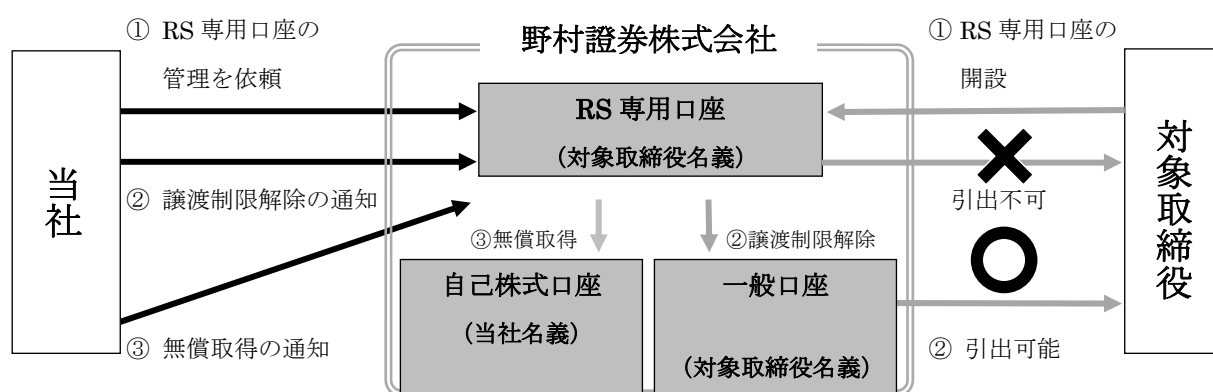 ① RS 専用口座の
管理を依頼
当社
② 譲渡制限解除の通知
③ 無償取得の通知
野村證券株式会社
RS 専用口座
(対象取締役名義)
③無償取得
②譲渡制限解除
自己株式口座
(当社名義)
一般口座
(対象取締役名義)
① RS 専用口座の
開設
引出不可
② 引出可能
対象取締役